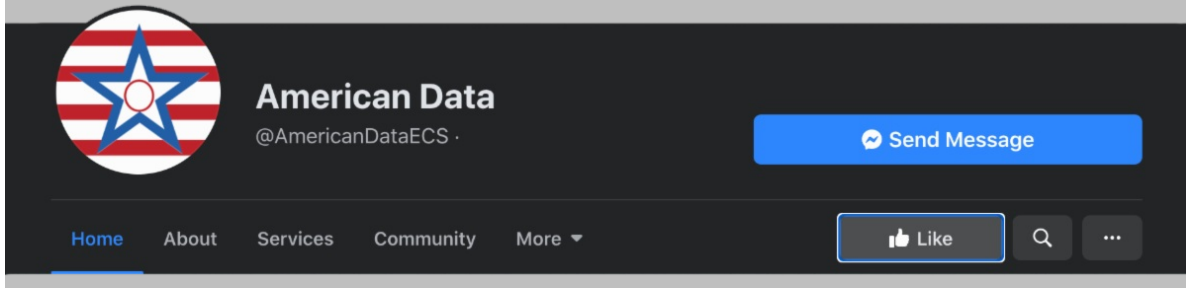 American Data
@AmericanDataECS ·
Send Message
Home About Services Community More
Like